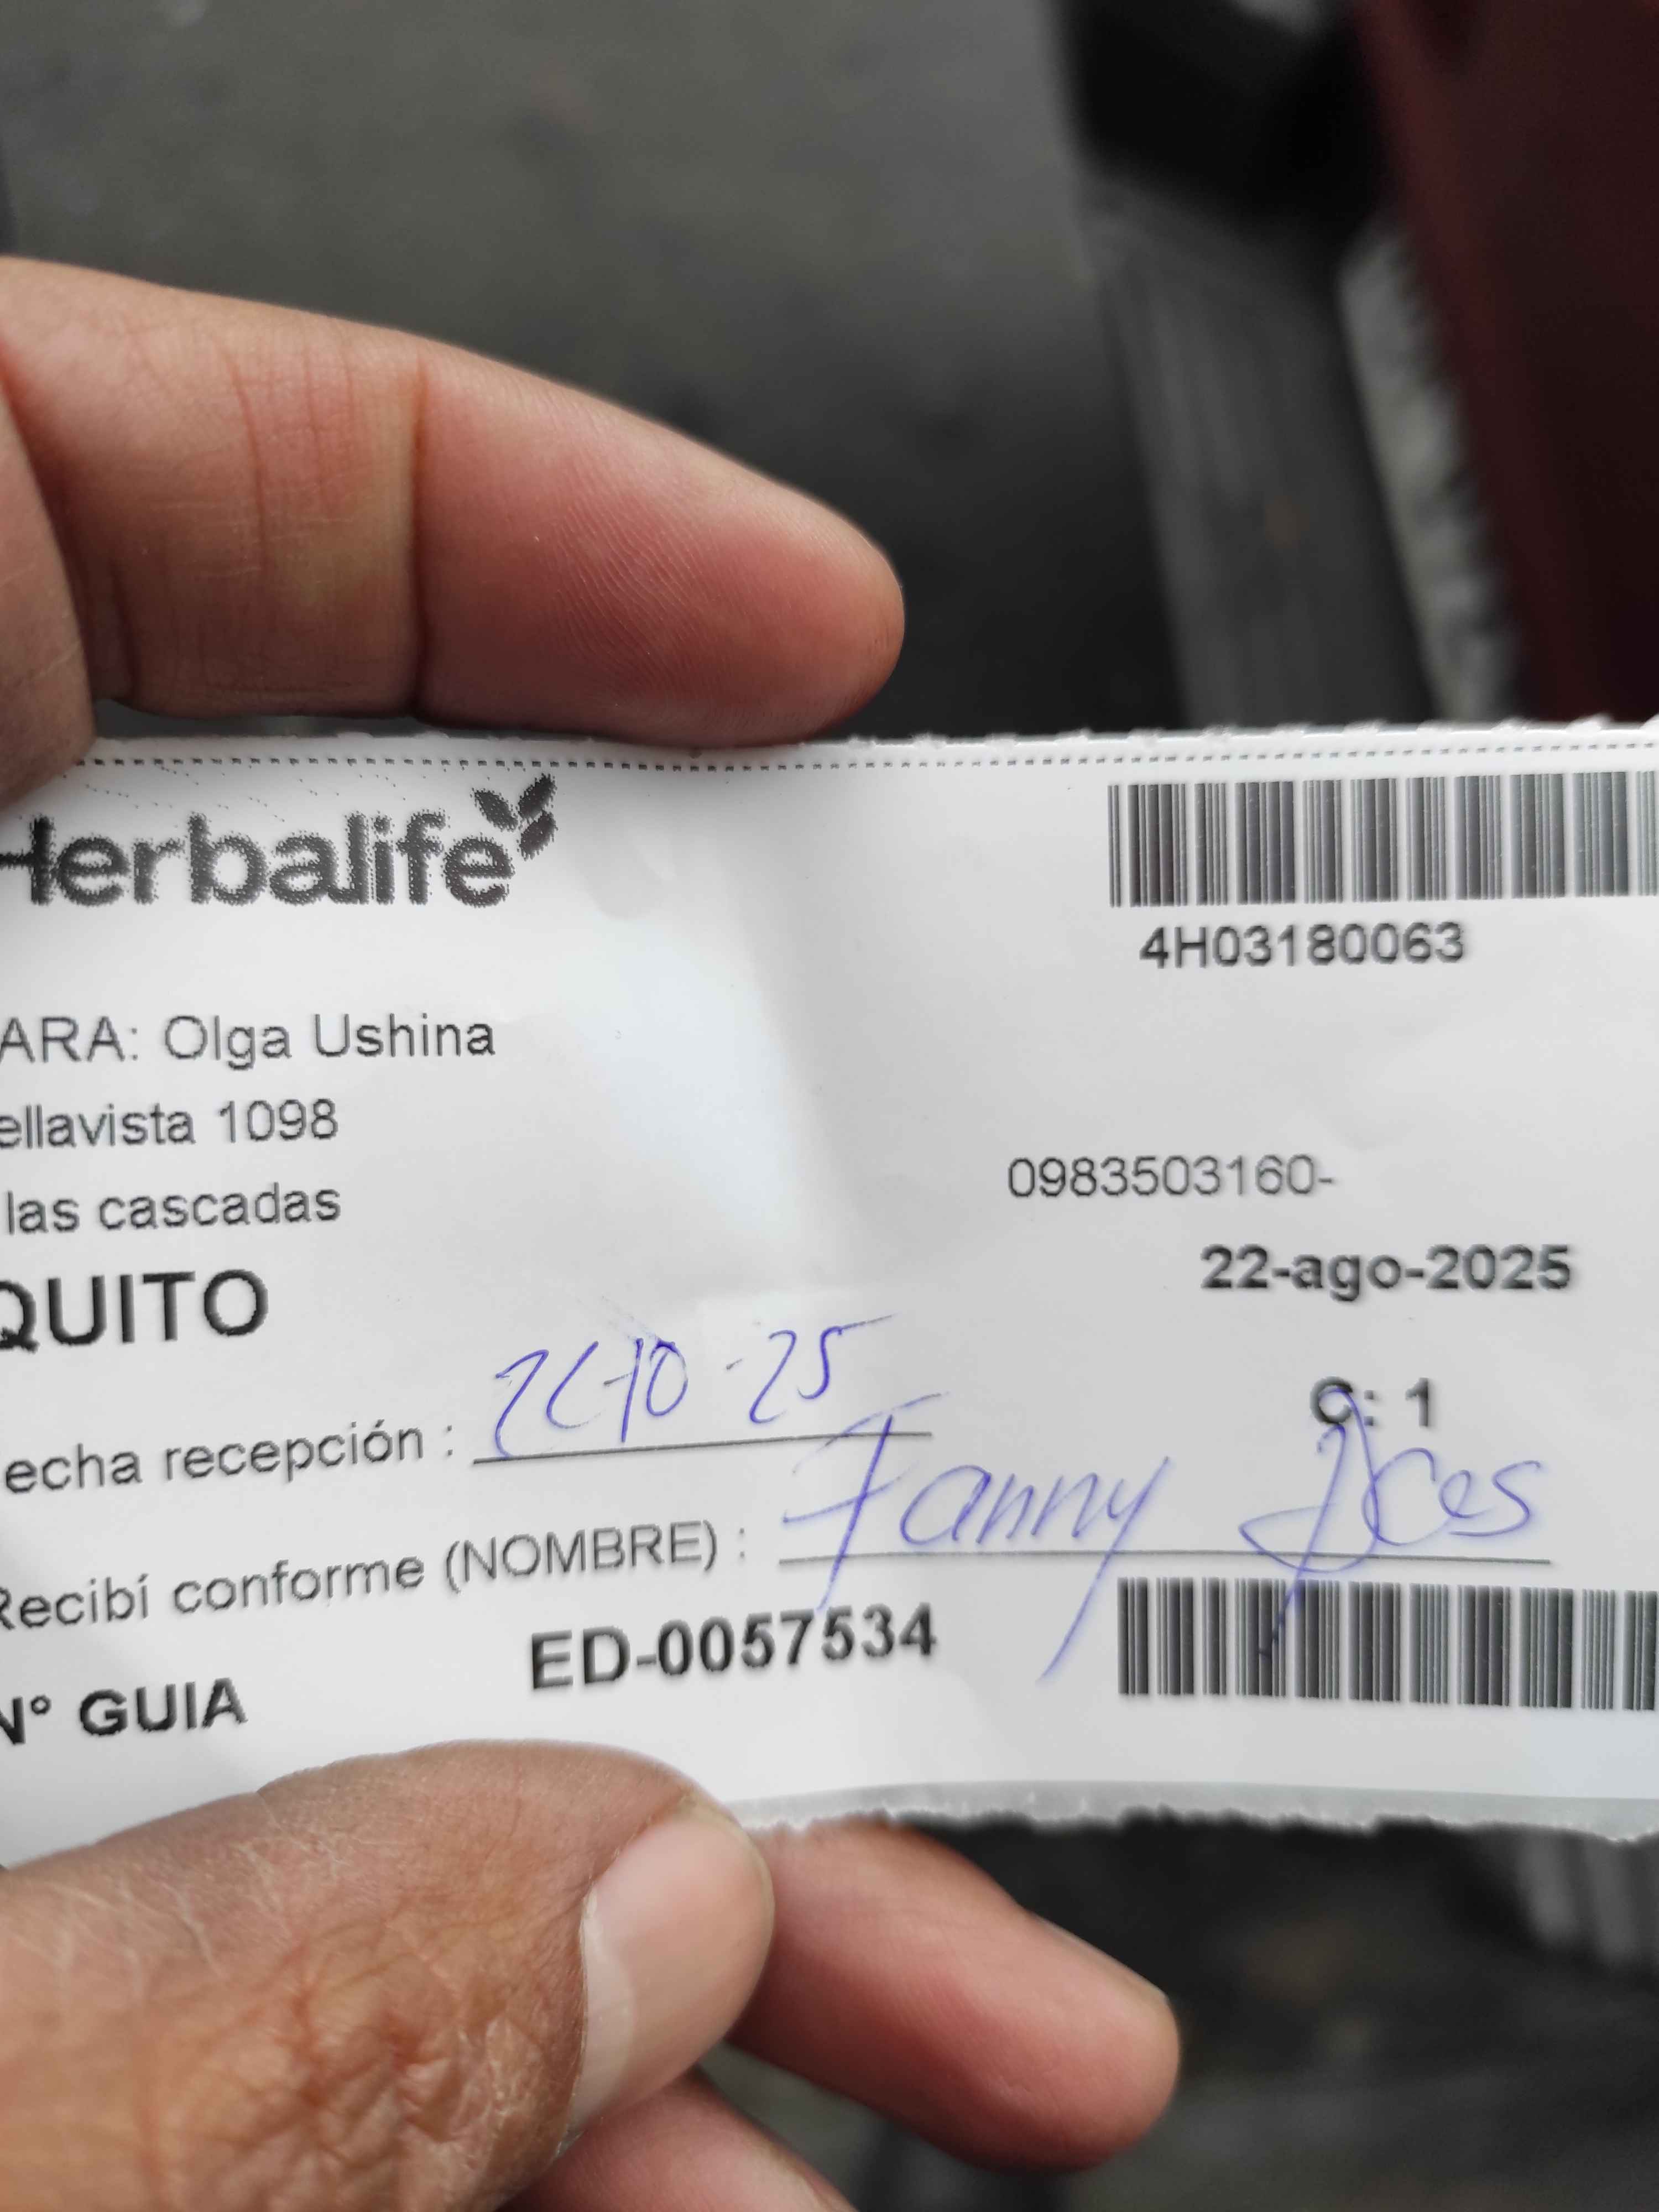 Herbalife
4H03180063
ARA: Olga Ushina
ellavista 1098
las cascadas
0983503160-
QUITO
22-ago-2025
C: 1
echa recepción :
-10-25
Recibí conforme (NOMBRE) : Fanny
ED-0057534
N° GUIA